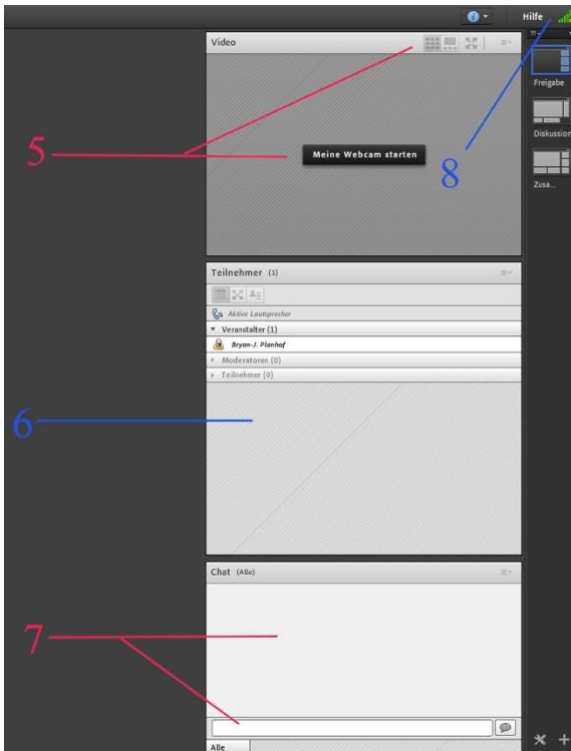 Hilfe
Video
Freigabe
5
Meine Webcam starten
8
Diskussion
Zusa...
Teilnehmer (1)
Aktive Lautsprecher
Veranstalter (1)
Bryan-J. Planhof
Moderatoren (0)
Teilnehmer (0)
6
Chat (Alle)
7
Alle